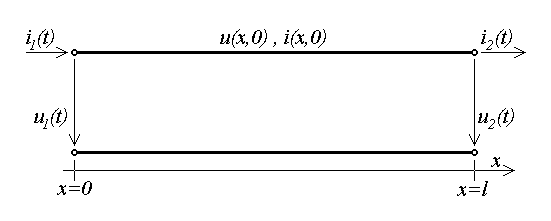 i₁(t) u(x,0) , i(x,0) i₂(t)
u₁(t) u₂(t)
x
x=0 x=l